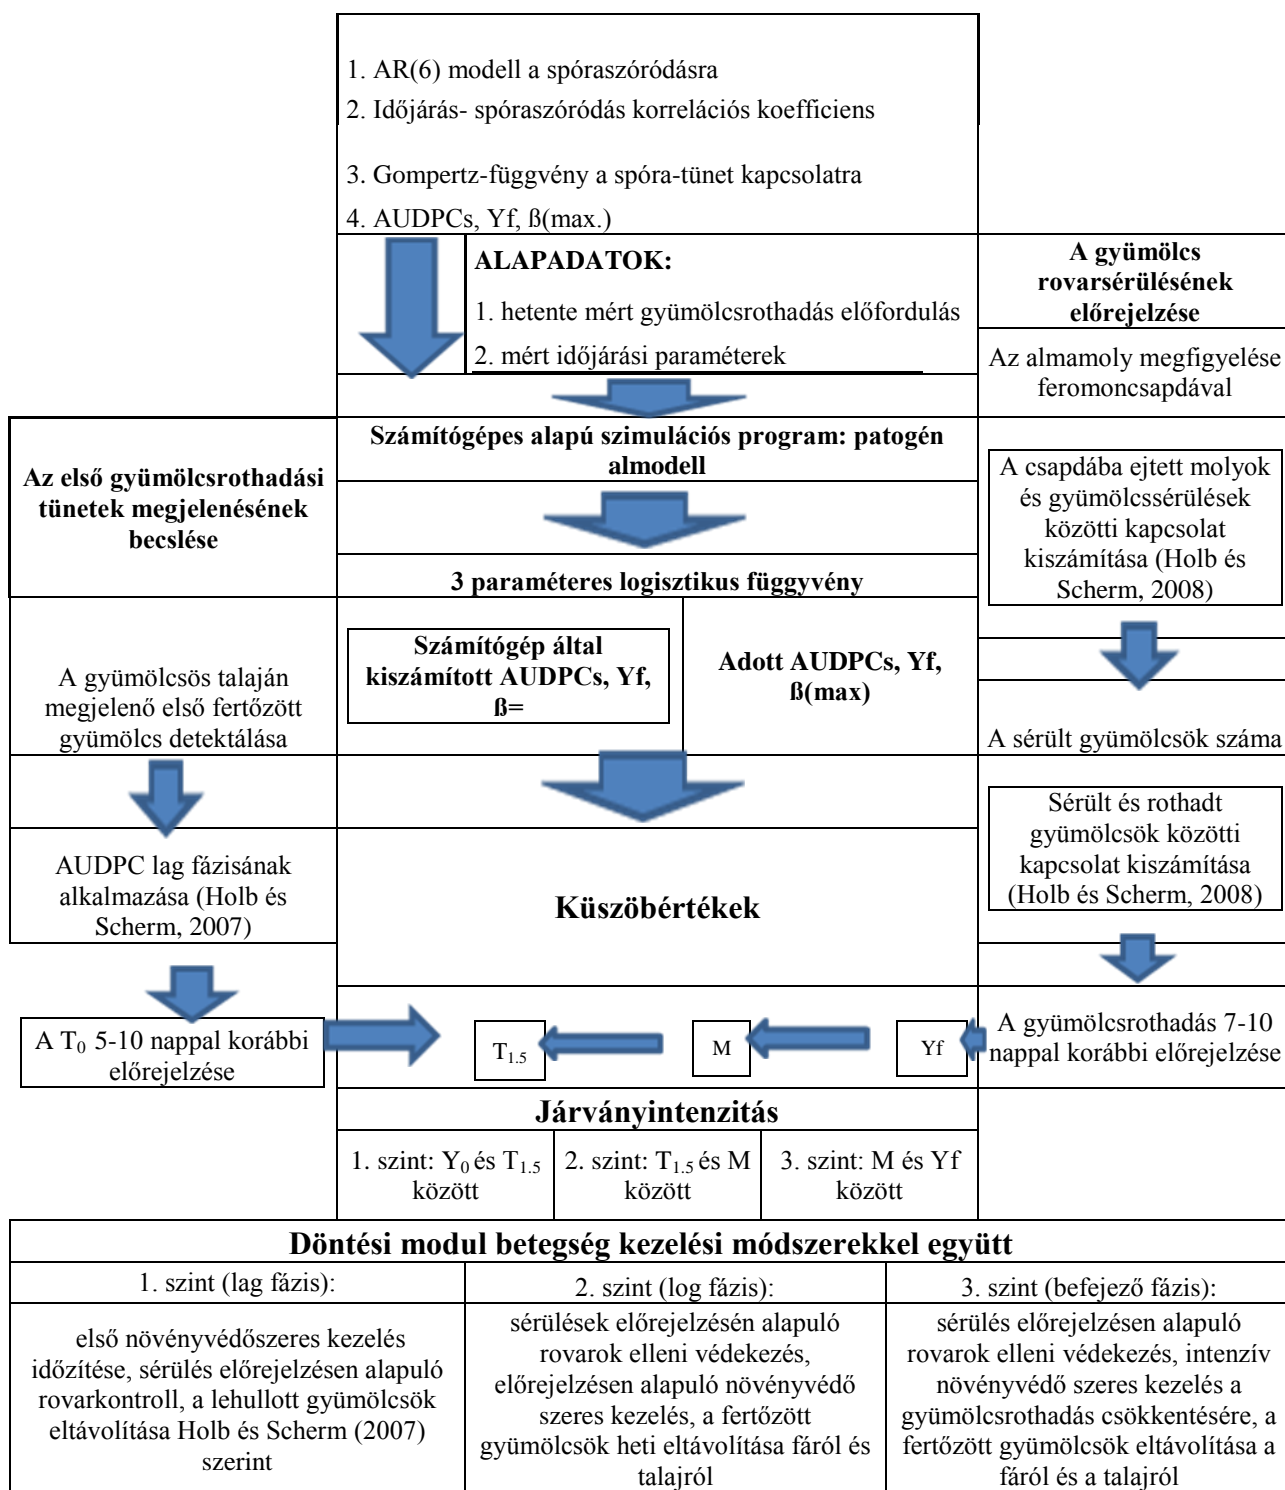 1. AR(6) modell a spóraszóródásra
2. Időjárás- spóraszóródás korrelációs koefficiens
3. Gompertz-függvény a spóra-tünet kapcsolatra
4. AUDPCs, Yf, ß(max.)
ALAPADATOK:
1. hetente mért gyümölcsrothadás előfordulás
2. mért időjárási paraméterek
A gyümölcs
rovarsérülésének
előrejelzése
Az almamoly megfigyelése
feromoncsapdával
Számítógépes alapú szimulációs program: patogén
almodell
Az első gyümölcsrothadási
tünetek megjelenésének
becslése
A csapdába ejtett molyok
és gyümölcssérülések
közötti kapcsolat
kiszámítása (Holb és
Scherm, 2008)
3 paraméteres logisztikus függyvény
Számítógép által
kiszámított AUDPCs, Yf,
ß=
Adott AUDPCs, Yf,
ß(max)
A gyümölcsös talaján
megjelenő első fertőzött
gyümölcs detektálása
A sérült gyümölcsök száma
Sérült és rothadt
gyümölcsök közötti
kapcsolat kiszámítása
(Holb és Scherm, 2008)
AUDPC lag fázisának
alkalmazása (Holb és
Scherm, 2007)
Küszöbértékek
A T0 5-10 nappal korábbi
előrejelzése
T1.5
M
Yf
A gyümölcsrothadás 7-10
nappal korábbi előrejelzése
Járványintenzitás
1. szint: Y0 és T1.5
között
2. szint: T1.5 és M
között
3. szint: M és Yf
között
Döntési modul betegség kezelési módszerekkel együtt
1. szint (lag fázis):
első növényvédőszeres kezelés
időzítése, sérülés előrejelzésen alapuló
rovarkontroll, a lehullott gyümölcsök
eltávolítása Holb és Scherm (2007)
szerint
2. szint (log fázis):
sérülések előrejelzésén alapuló
rovarok elleni védekezés,
előrejelzésen alapuló növényvédő
szeres kezelés, a fertőzött
gyümölcsök heti eltávolítása fáról és
talajról
3. szint (befejező fázis):
sérülés előrejelzésen alapuló
rovarok elleni védekezés, intenzív
növényvédő szeres kezelés a
gyümölcsrothadás csökkentésére, a
fertőzött gyümölcsök eltávolítása a
fáról és a talajról